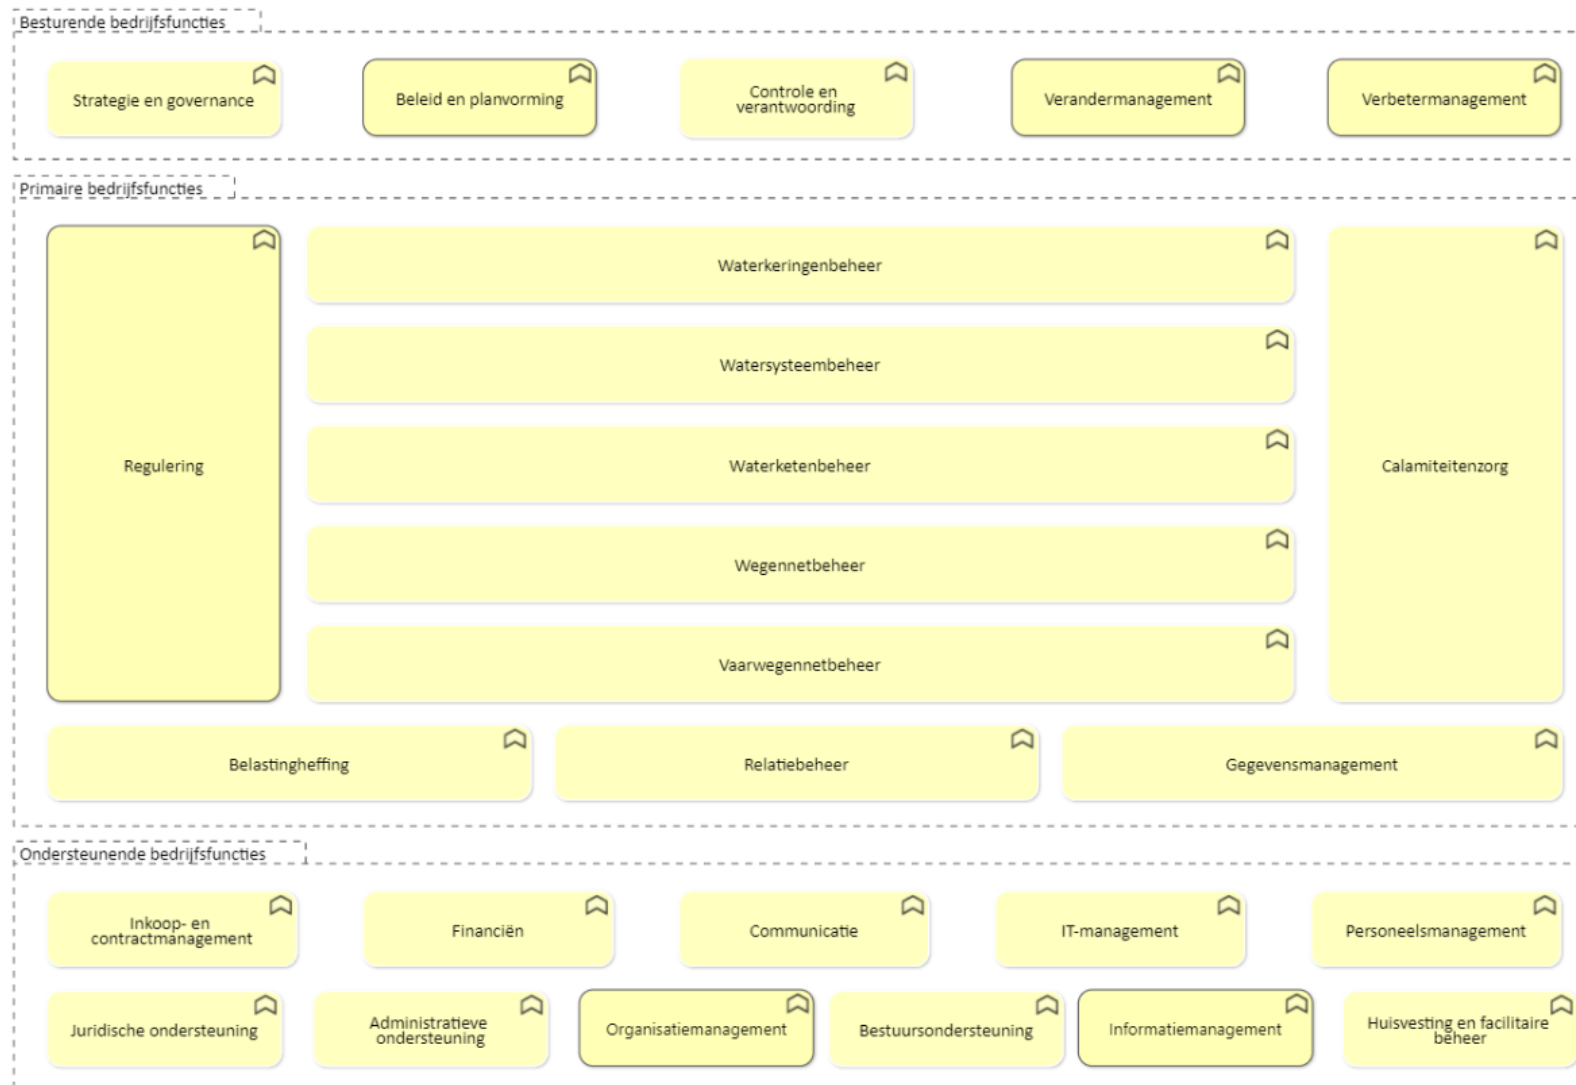 Besturende bedrijfsfuncties
Strategie en governance
Beleid en planvorming
Controle en
verantwoording
Verandermanagement
Verbetermanagement
Primaire bedrijfsfuncties
Regulering
Waterkeringenbeheer
Watersysteembeheer
Waterketenbeheer
Wegennetbeheer
Vaarwegennetbeheer
Calamiteitenzorg
Belastingheffing
Relatiebeheer
Gegevensmanagement
Ondersteunende bedrijfsfuncties
Inkoop- en
contractmanagement
Financiën
Communicatie
IT-management
Personeelsmanagement
Juridische ondersteuning
Administratieve
ondersteuning
Organisatiemanagement
Bestuursondersteuning
Informatiemanagement
Huisvesting en facilitaire
beheer